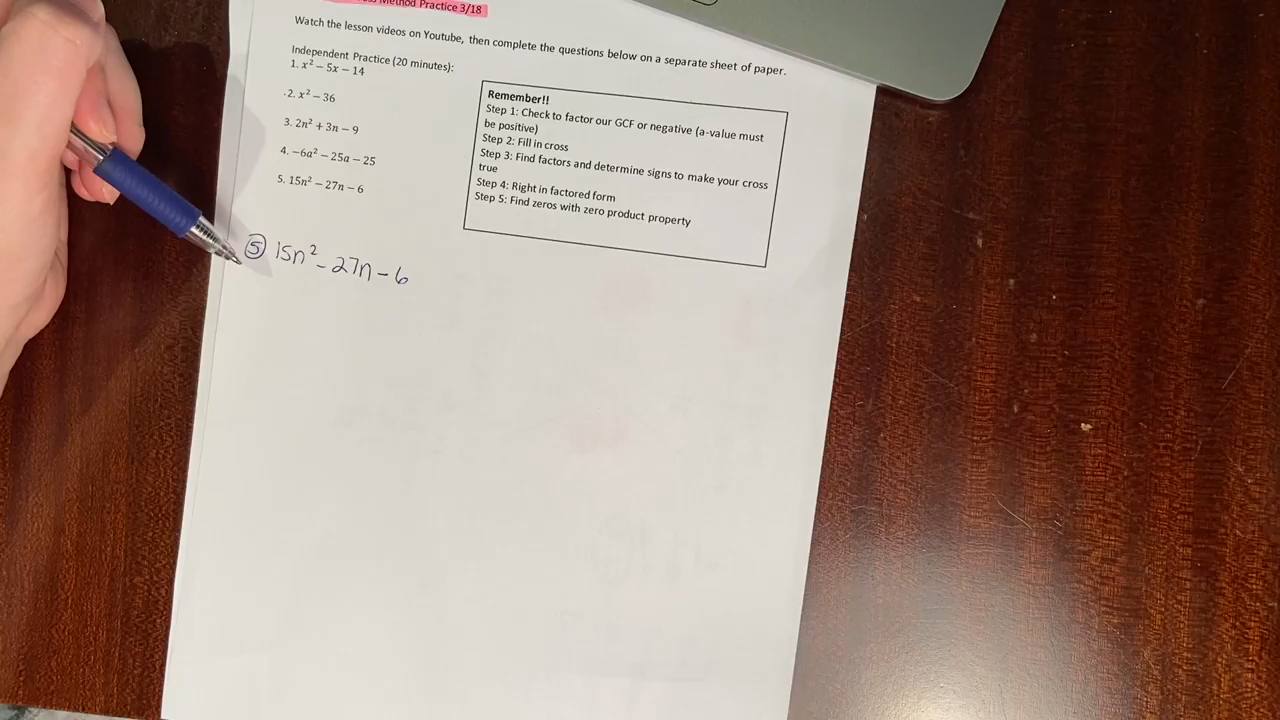 Method Practice 3/18
Watch the lesson videos on Youtube, then complete the questions below on a separate sheet of paper.
Independent Practice (20 minutes):
1. x² – 5x – 14
2. x² – 36
3. 2n² + 3n – 9
4. –6a² – 25a – 25
5. 15n² – 27n – 6
Remember!!
Step 1: Check to factor our GCF or negative (a-value must
be positive)
Step 2: Fill in cross
Step 3: Find factors and determine signs to make your cross
true
Step 4: Right in factored form
Step 5: Find zeros with zero product property
⑤ 15n² - 27n - 6